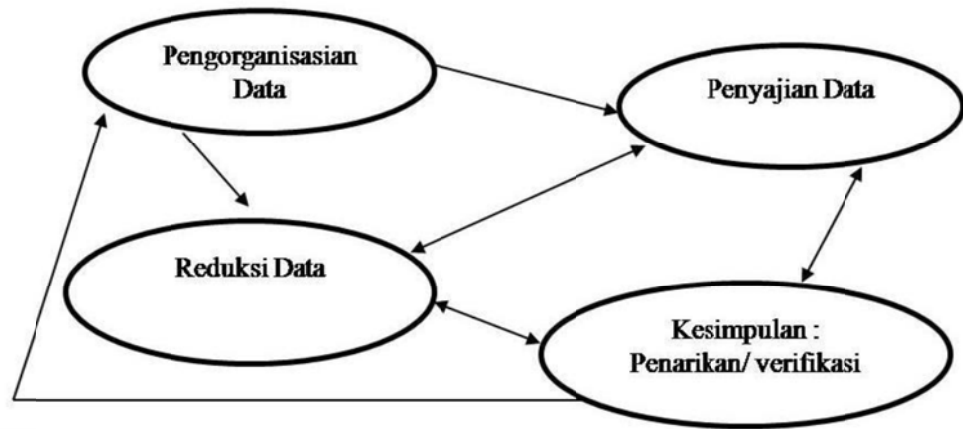 Pengorganisasian
Data
Penyajian Data
Reduksi Data
Kesimpulan :
Penarikan/ verifikasi